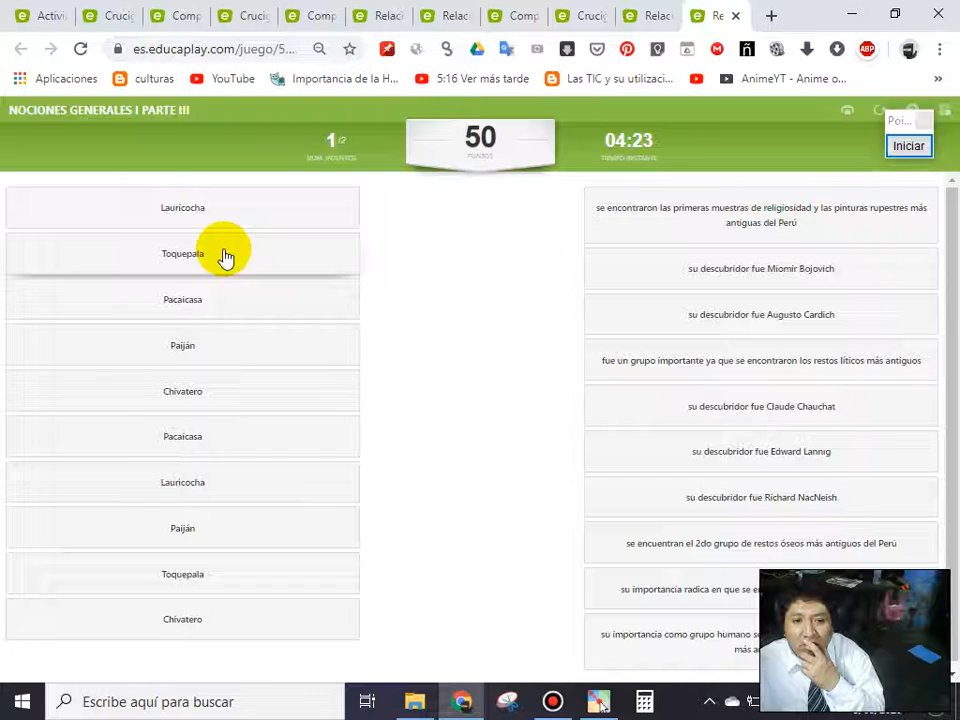 Activi
Crucig
Comp
Crucig
Comp
Relac
Relac
Comp
Crucig
Relac
Re
es.educaplay.com/juego/5...
Aplicaciones
culturas
YouTube
Importancia de la H...
5:16 Ver más tarde
Las TIC y su utilizaci...
AnimeYT - Anime o...
»
NOCIONES GENERALES I PARTE III
1/2
50
PUNTOS
04:23
Poi...
Iniciar
Lauricocha
Toquepala
Pacaicasa
Paiján
Chivatero
Pacaicasa
Lauricocha
Paiján
Toquepala
Chivatero
se encontraron las primeras muestras de religiosidad y las pinturas rupestres más
antiguas del Perú
su descubridor fue Miomir Bojovich
su descubridor fue Augusto Cardich
fue un grupo importante ya que se encontraron los restos líticos más antiguos
su descubridor fue Claude Chauchat
su descubridor fue Edward Lannig
su descubridor fue Richard NacNeish
se encuentran el 2do grupo de restos óseos más antiguos del Perú
su importancia radica en que se
su importancia como grupo humano
más
Escribe aquí para buscar